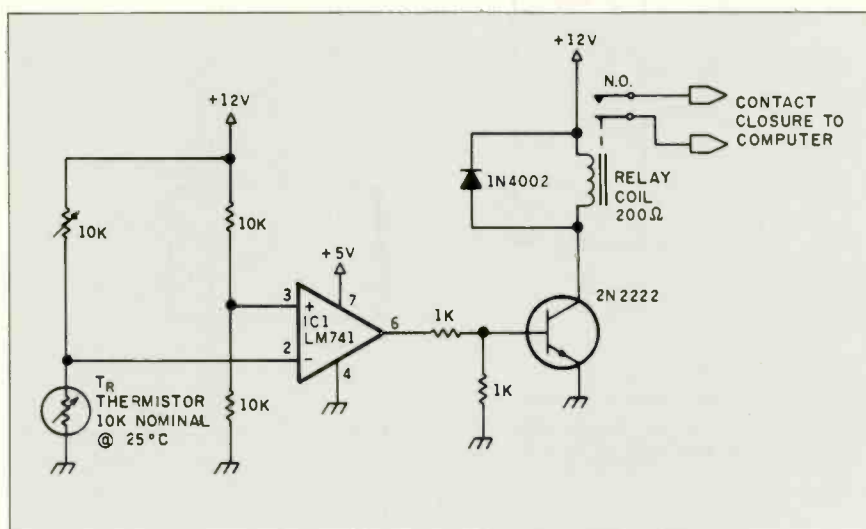 +12V
N.O.
CONTACT
CLOSURE TO
COMPUTER
+12V
1N4002
RELAY
COIL
200Ω
10K
10K
+5V
3
+
7
IC1
LM741
6
1K
2N2222
2
-
4
TR
THERMISTOR
10K NOMINAL
@ 25°C
10K
1K